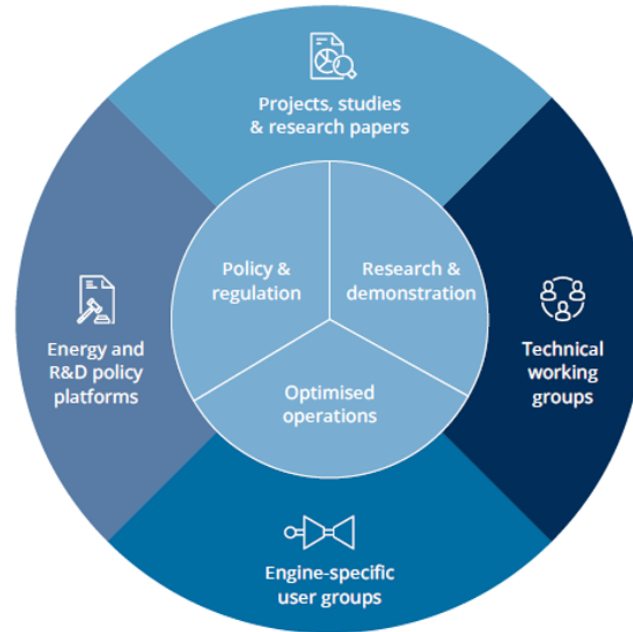 Projects, studies
& research papers
Policy &
regulation
Research &
demonstration
Energy and
R&D policy
platforms
Technical
working
groups
Optimised
operations
Engine-specific
user groups